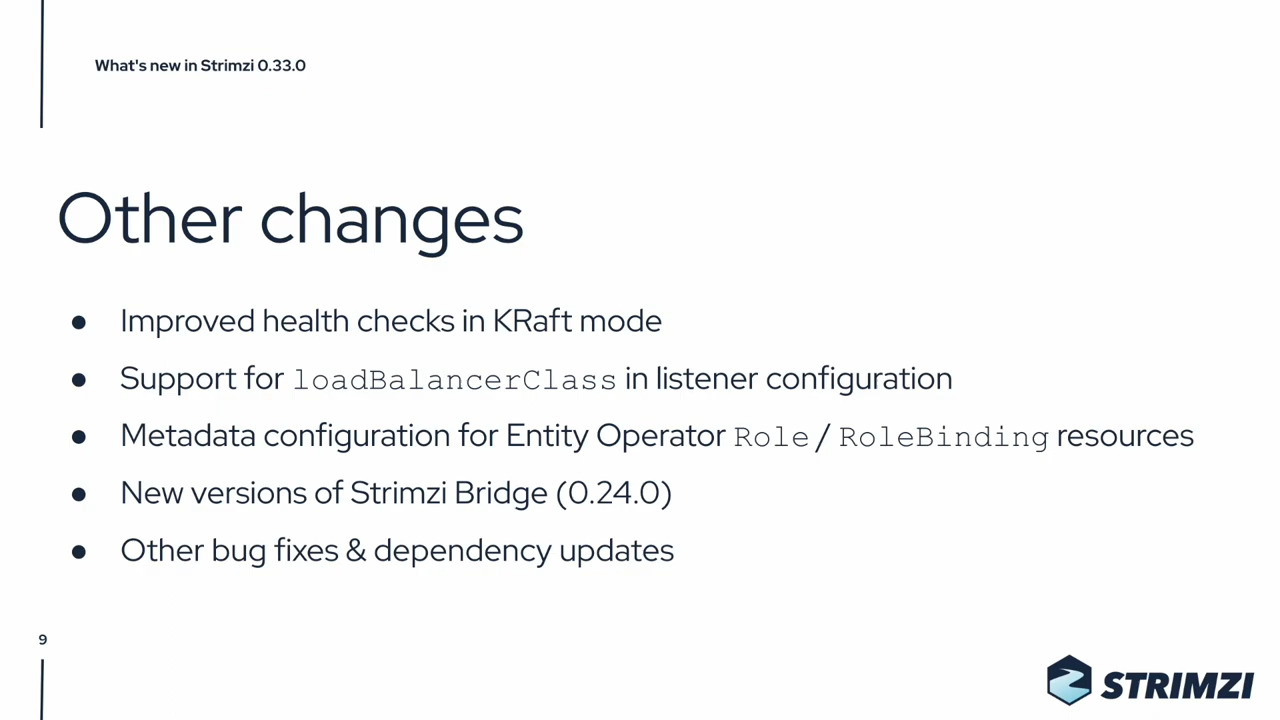 What's new in Strimzi 0.33.0
Other changes
● Improved health checks in KRaft mode
● Support for loadBalancerClass in listener configuration
● Metadata configuration for Entity Operator Role / RoleBinding resources
● New versions of Strimzi Bridge (0.24.0)
● Other bug fixes & dependency updates
9
STRIMZI